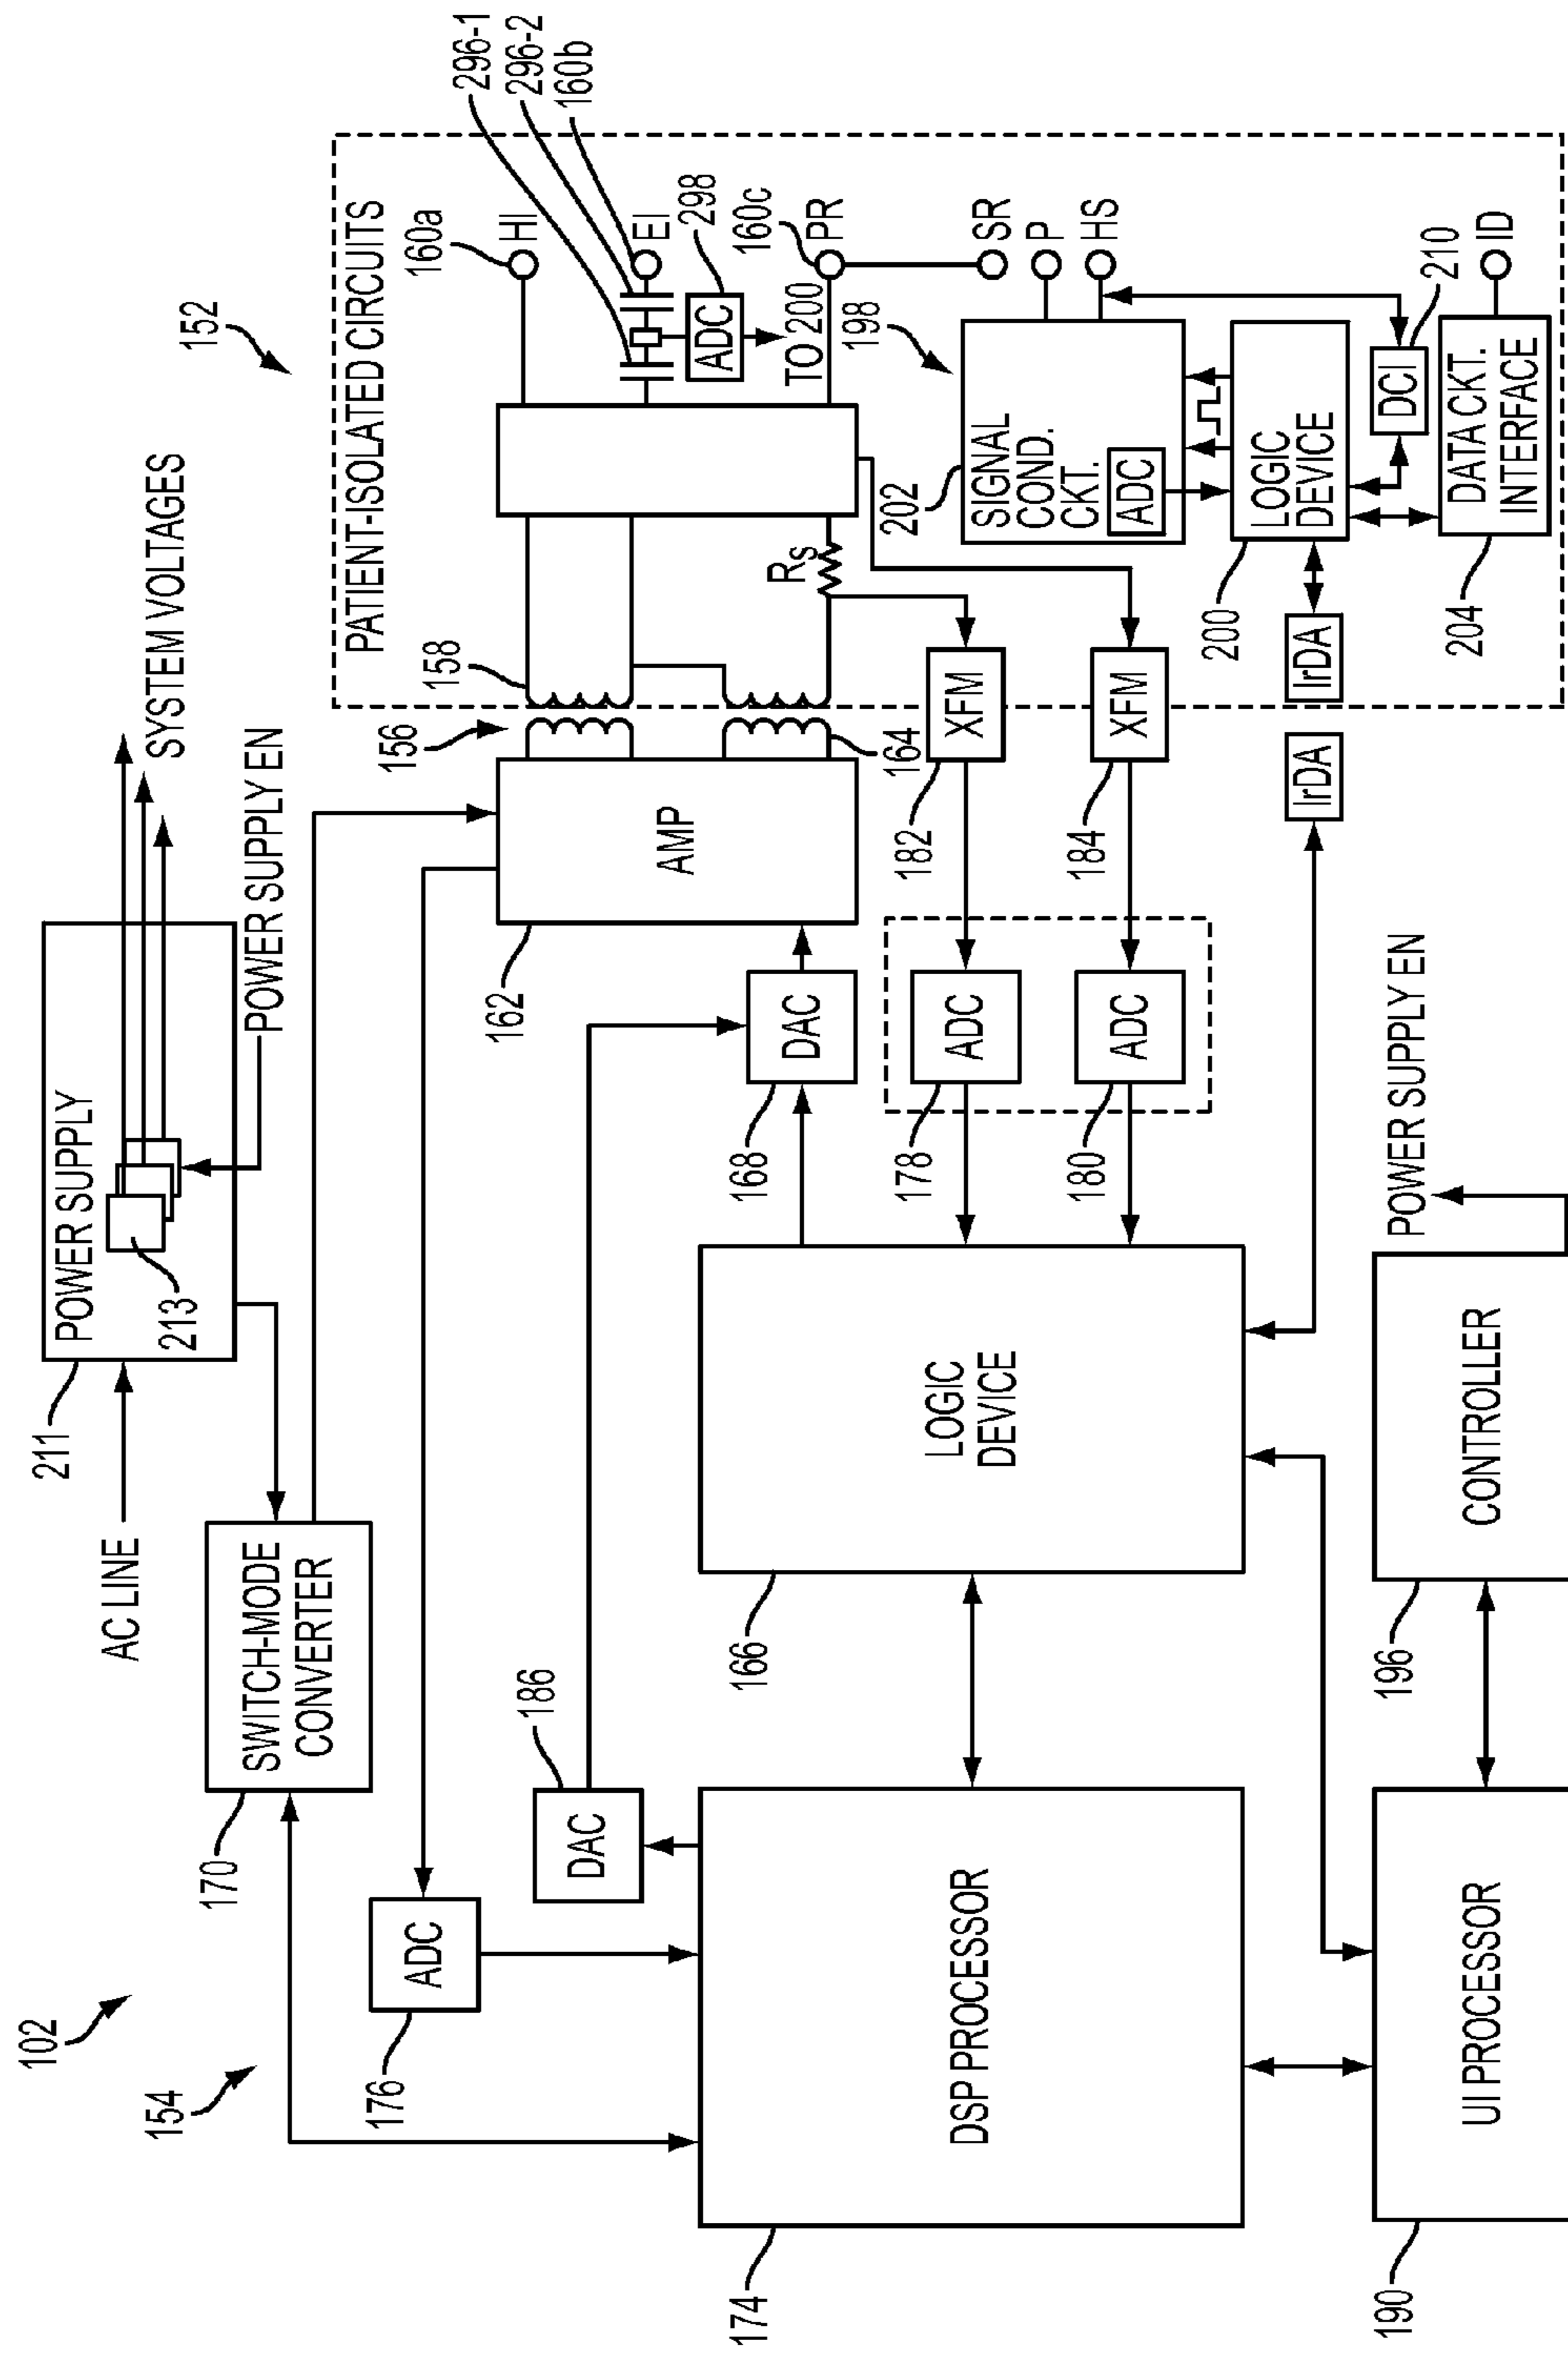 102
154
152
211
POWER SUPPLY
213
AC LINE
SYSTEM VOLTAGES
POWER SUPPLY EN
170
SWITCH-MODE
CONVERTER
176
ADC
186
DAC
162
AMP
156
158
164
PATIENT-ISOLATED CIRCUITS
160a
HI
296-1
296-2
160b
EI
298
ADC
TO 200
160c
PR
RS
174
DSP PROCESSOR
166
LOGIC
DEVICE
168
DAC
178
ADC
180
ADC
182
XFM
184
XFM
198
202
SIGNAL
COND.
CKT.
ADC
SR
P
HS
200
LOGIC
DEVICE
DCI
210
IrDA
IrDA
204
DATA CKT.
INTERFACE
ID
190
UI PROCESSOR
196
CONTROLLER
POWER SUPPLY EN